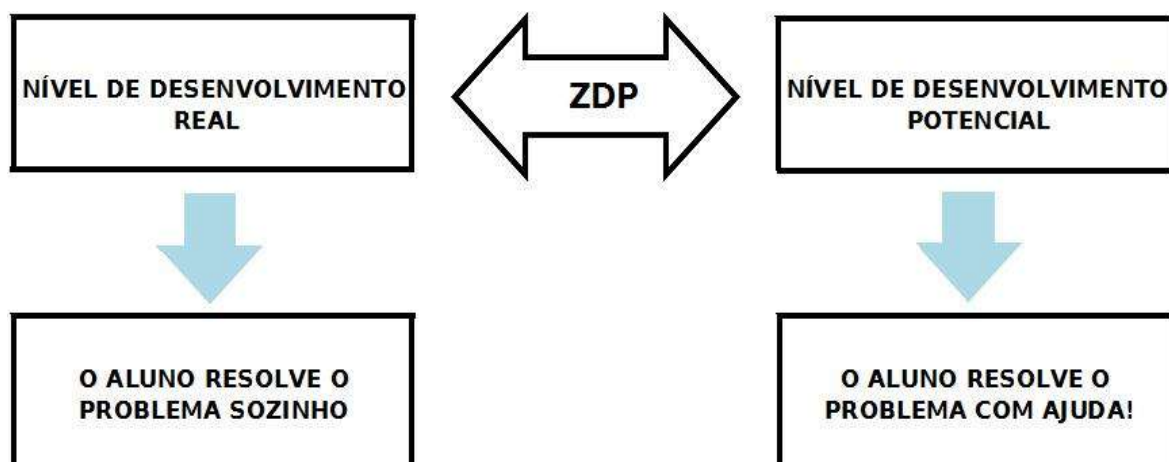 NÍVEL DE DESENVOLVIMENTO
REAL
ZDP
NÍVEL DE DESENVOLVIMENTO
POTENCIAL
O ALUNO RESOLVE O
PROBLEMA SOZINHO
O ALUNO RESOLVE O
PROBLEMA COM AJUDA!